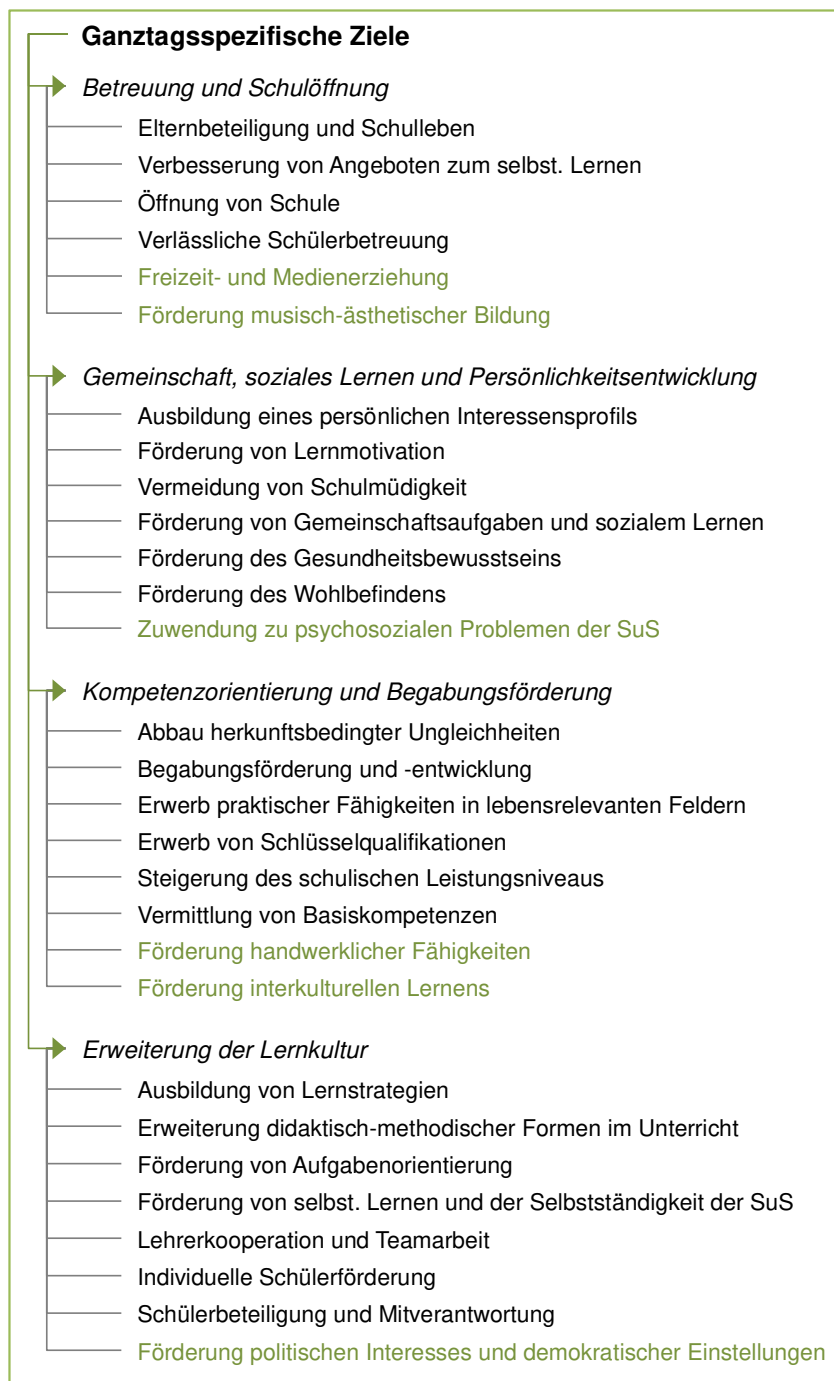 Ganztagsspezifische Ziele
Betreuung und Schulöffnung
Elternbeteiligung und Schulleben
Verbesserung von Angeboten zum selbst. Lernen
Öffnung von Schule
Verlässliche Schülerbetreuung
Freizeit- und Medienerziehung
Förderung musisch-ästhetischer Bildung
Gemeinschaft, soziales Lernen und Persönlichkeitsentwicklung
Ausbildung eines persönlichen Interessensprofils
Förderung von Lernmotivation
Vermeidung von Schulmüdigkeit
Förderung von Gemeinschaftsaufgaben und sozialem Lernen
Förderung des Gesundheitsbewusstseins
Förderung des Wohlbefindens
Zuwendung zu psychosozialen Problemen der SuS
Kompetenzorientierung und Begabungsförderung
Abbau herkunftsbedingter Ungleichheiten
Begabungsförderung und -entwicklung
Erwerb praktischer Fähigkeiten in lebensrelevanten Feldern
Erwerb von Schlüsselqualifikationen
Steigerung des schulischen Leistungsniveaus
Vermittlung von Basiskompetenzen
Förderung handwerklicher Fähigkeiten
Förderung interkulturellen Lernens
Erweiterung der Lernkultur
Ausbildung von Lernstrategien
Erweiterung didaktisch-methodischer Formen im Unterricht
Förderung von Aufgabenorientierung
Förderung von selbst. Lernen und der Selbstständigkeit der SuS
Lehrerkooperation und Teamarbeit
Individuelle Schülerförderung
Schülerbeteiligung und Mitverantwortung
Förderung politischen Interesses und demokratischer Einstellungen